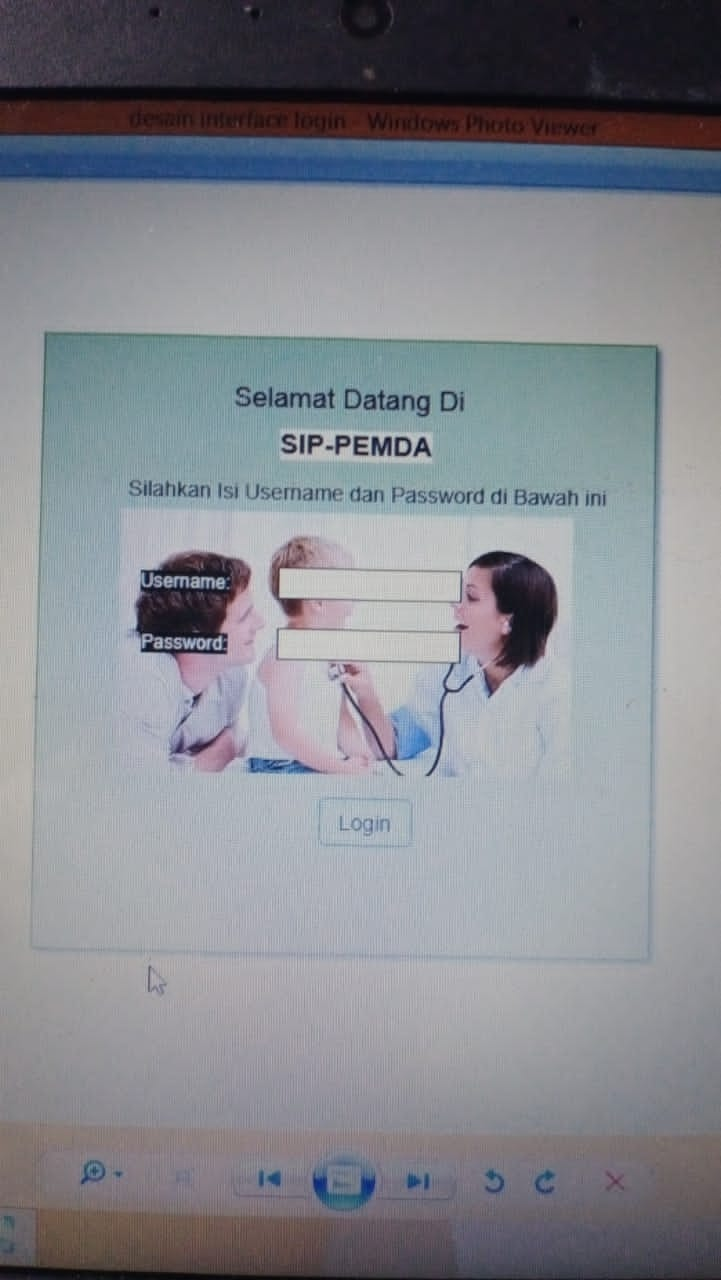 desain interface login - Windows Photo Viewer
Selamat Datang Di
SIP-PEMDA
Silahkan Isi Username dan Password di Bawah ini
Username:
Password:
Login